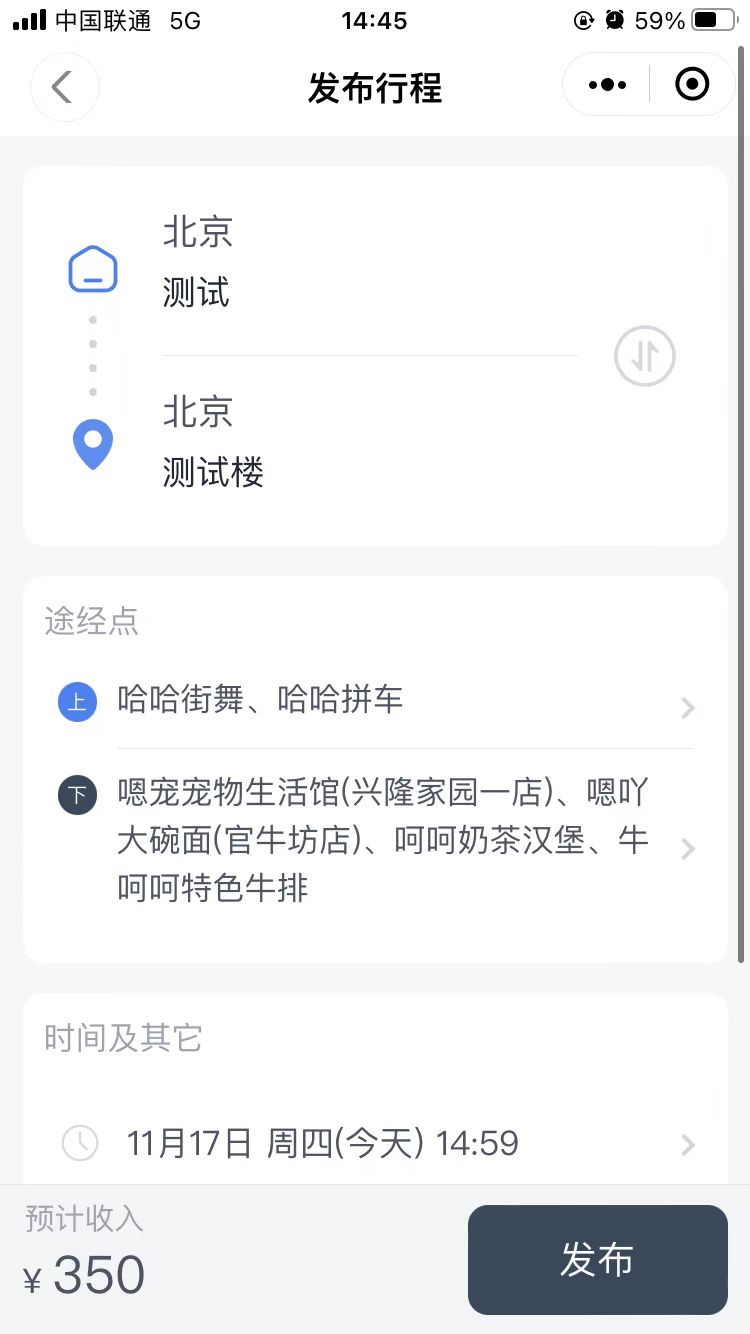 中国联通 5G 14:45 59%
发布行程
北京
测试
北京
测试楼
途经点
上 哈哈街舞、哈哈拼车
下 嗯宠宠物生活馆(兴隆家园一店)、嗯吖
大碗面(官牛坊店)、呵呵奶茶汉堡、牛
呵呵特色牛排
时间及其它
11月17日 周四(今天) 14:59
预计收入
¥ 350
发布